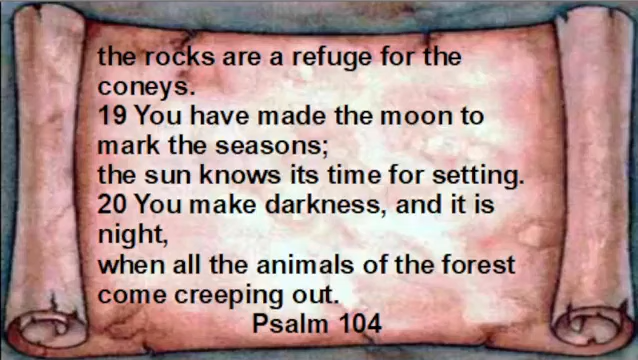 the rocks are a refuge for the
coneys.
19 You have made the moon to
mark the seasons;
the sun knows its time for setting.
20 You make darkness, and it is
night,
when all the animals of the forest
come creeping out.
Psalm 104